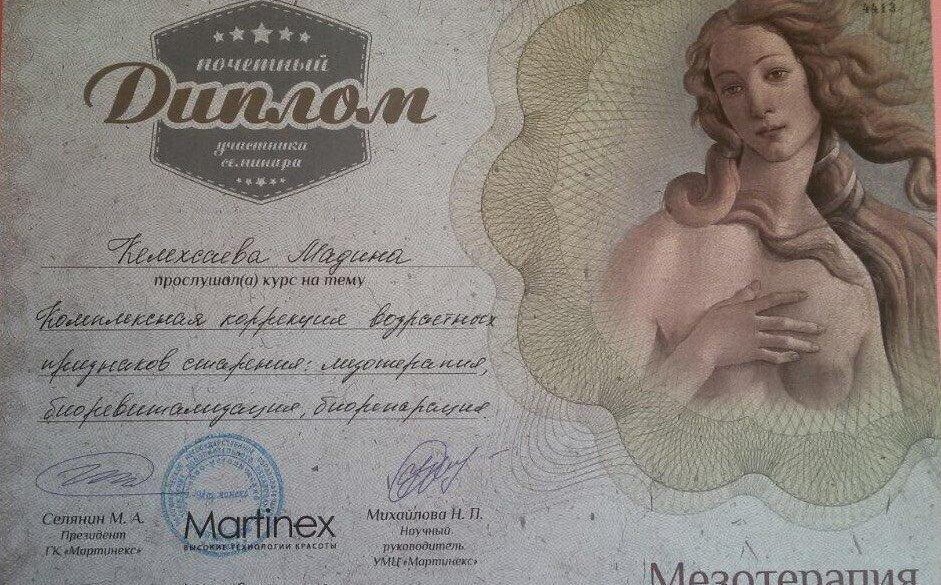 4413
почетный
Диплом
участника
семинара
Келехсаева Мадина
прослушал(а) курс на тему
Комплексная коррекция возрастных
признаков старения: мезотерапия,
биоревитализация, биорепарация
Селянин М. А.
Президент
ГК «Мартинекс»
Martinex
ВЫСОКИЕ ТЕХНОЛОГИИ КРАСОТЫ
Михайлова Н. П.
Научный
руководитель
УМЦ «Мартинекс»
Мезотерапия